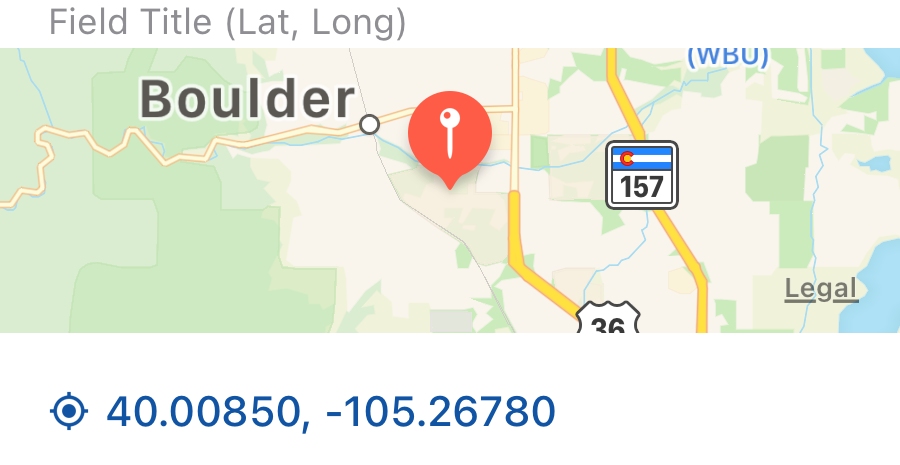 Field Title (Lat, Long)
(WBU)
Boulder
157
Legal
36
40.00850, -105.26780